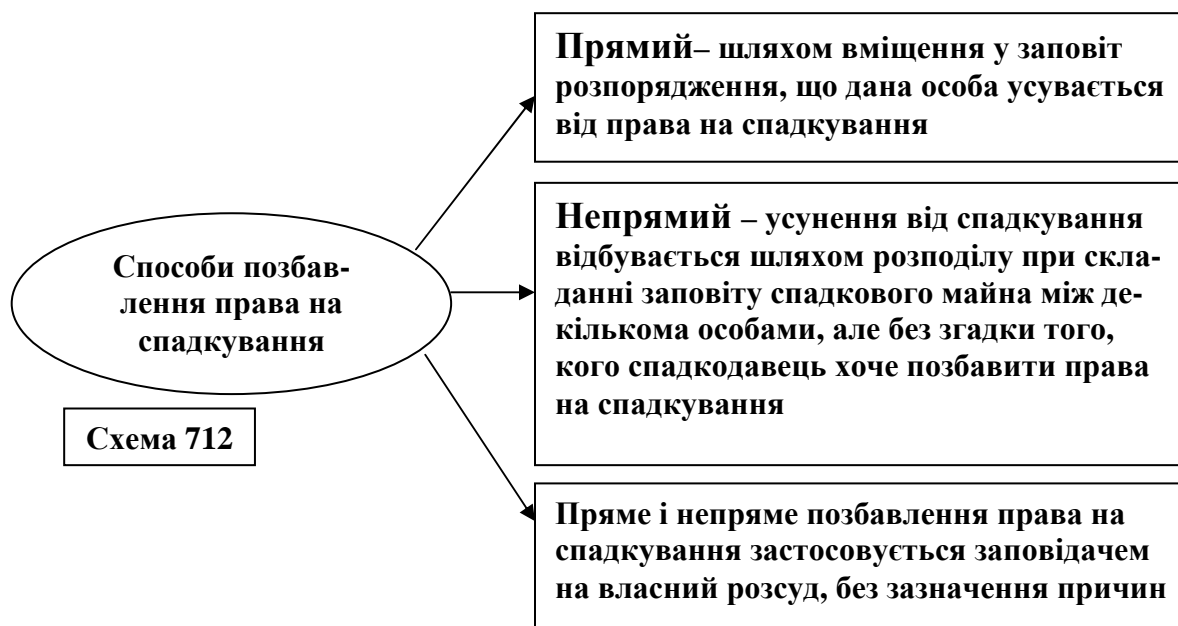 Прямий– шляхом вміщення у заповіт
розпорядження, що дана особа усувається
від права на спадкування
Способи позбав-
лення права на
спадкування
Схема 712
Непрямий – усунення від спадкування
відбувається шляхом розподілу при скла-
данні заповіту спадкового майна між де-
кількома особами, але без згадки того,
кого спадкодавець хоче позбавити права
на спадкування
Пряме і непряме позбавлення права на
спадкування застосовується заповідачем
на власний розсуд, без зазначення причин